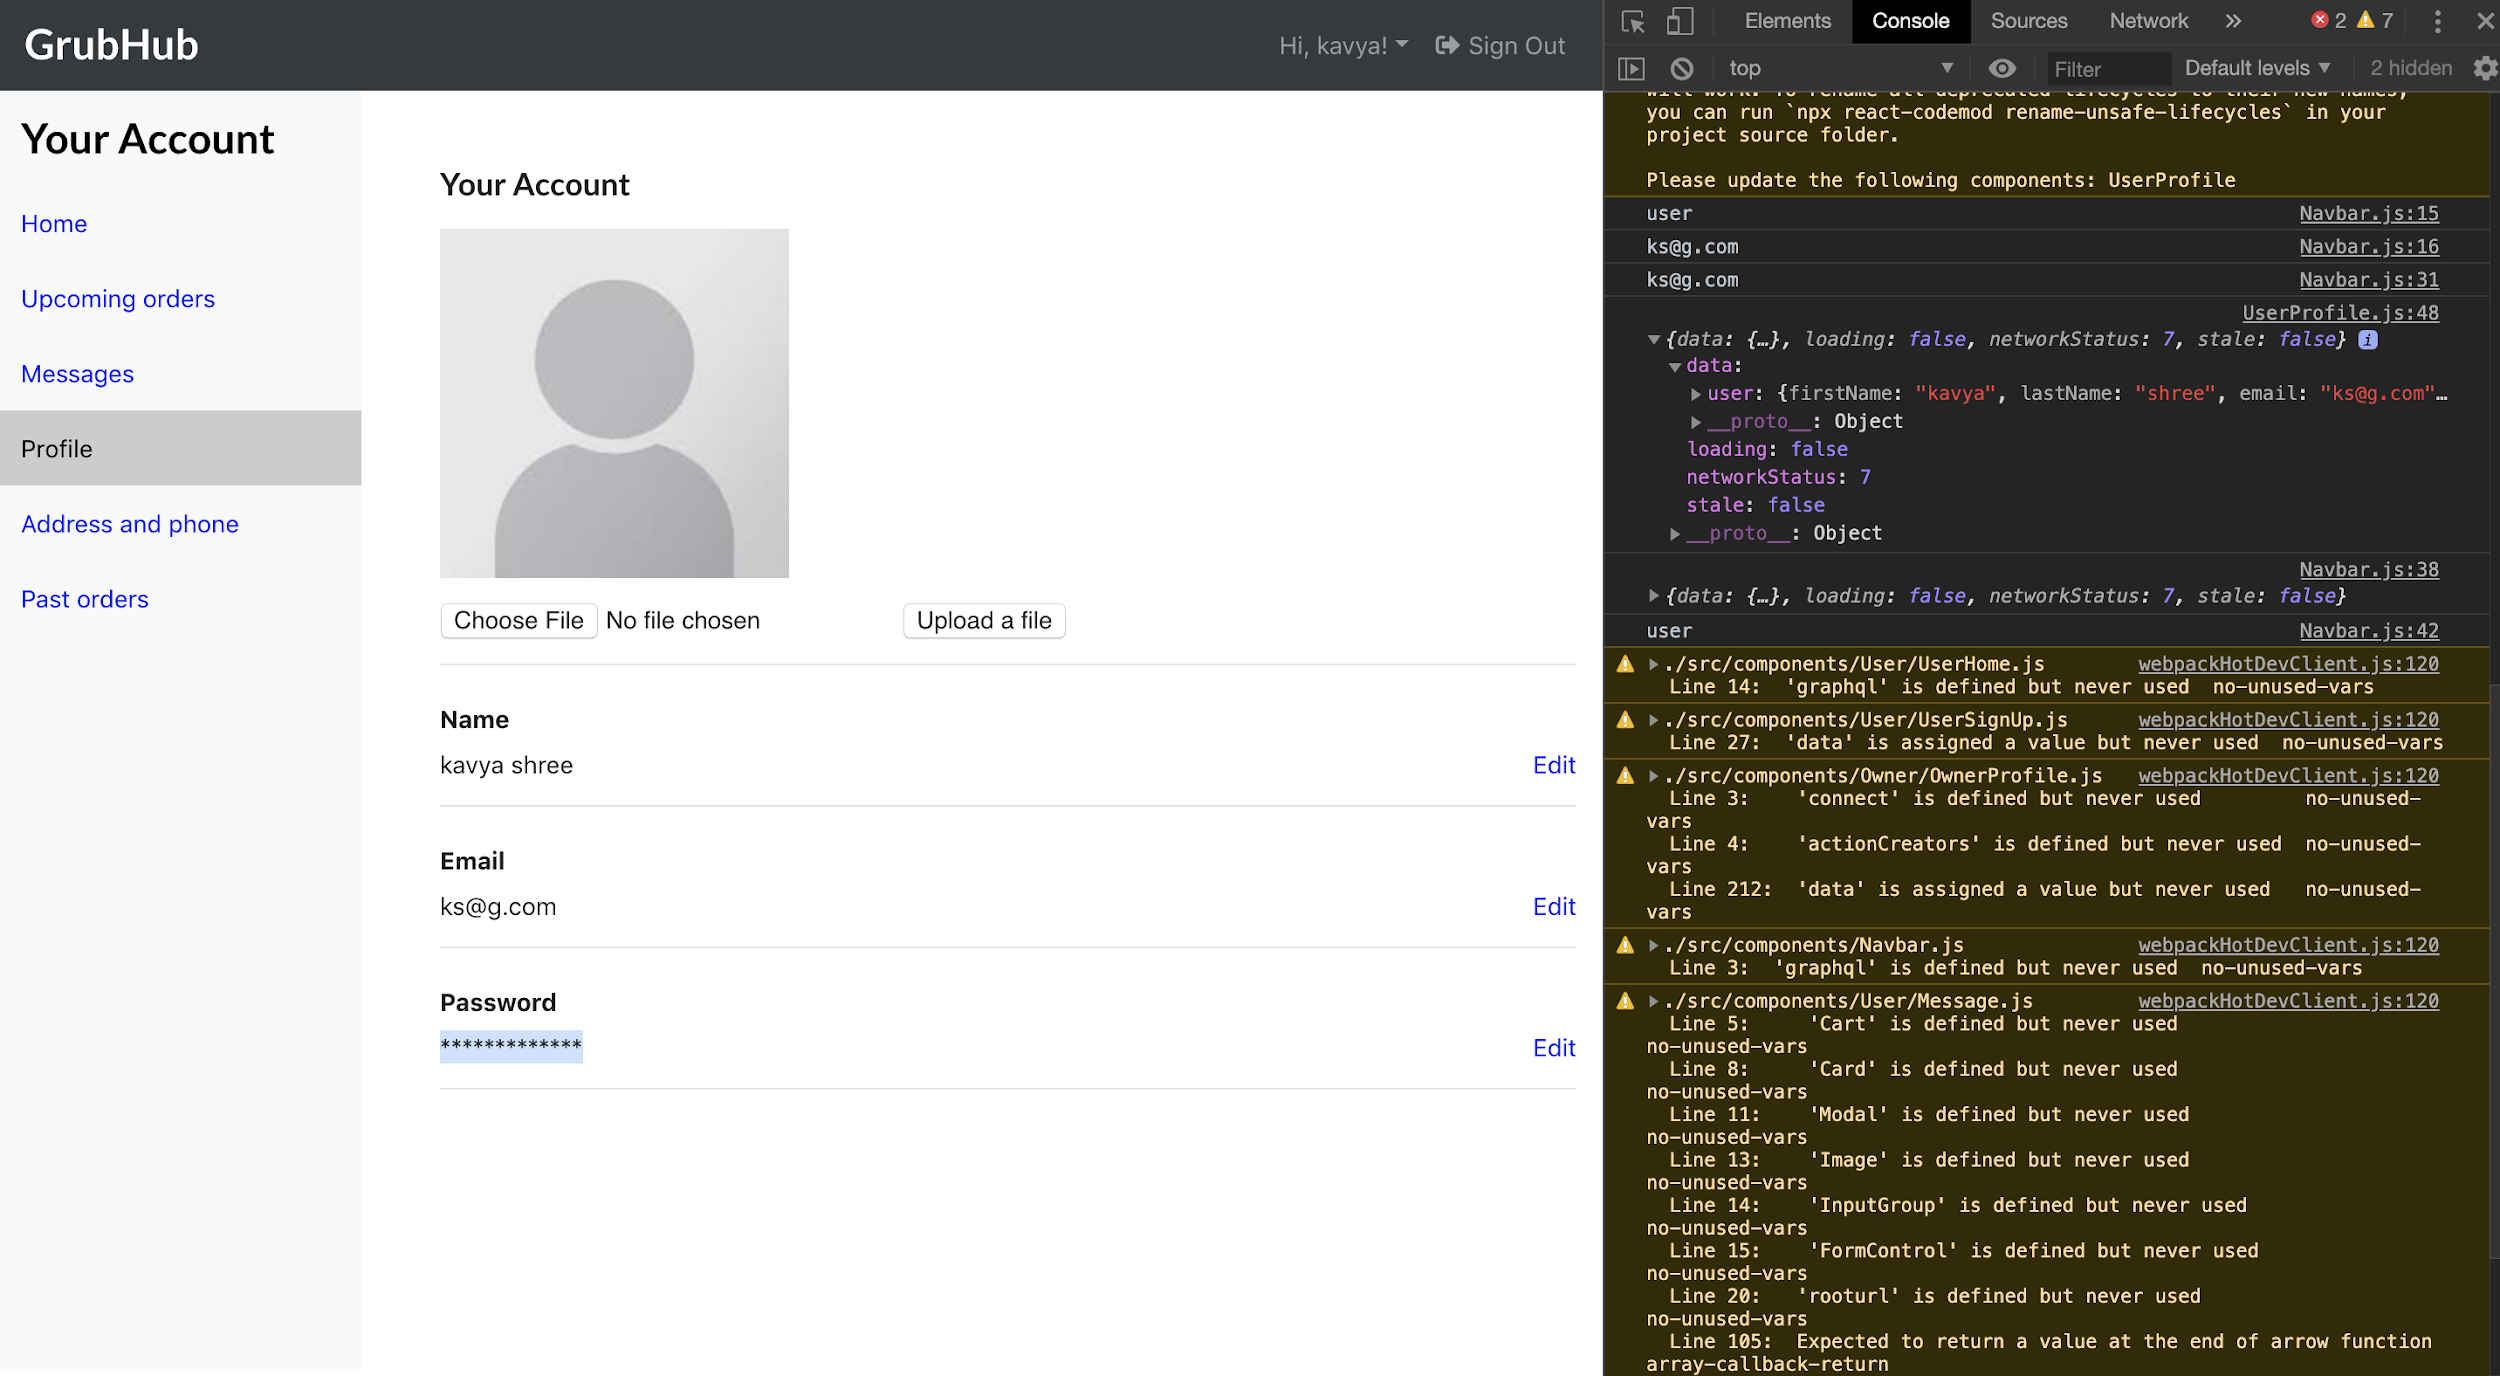 GrubHub
Hi, kavya!
Sign Out
Your Account
Home
Upcoming orders
Messages
Profile
Address and phone
Past orders
Your Account
Choose File No file chosen
Upload a file
Name
kavya shree
Edit
Email
ks@g.com
Edit
Password
*************
Edit
Elements Console Sources Network » 2 7
top Filter Default levels 2 hidden
will work. To rename all deprecated lifecycles to their new names,
you can run `npx react-codemod rename-unsafe-lifecycles` in your
project source folder.
Please update the following components: UserProfile
user Navbar.js:15
ks@g.com Navbar.js:16
ks@g.com Navbar.js:31
UserProfile.js:48
{data: {…}, loading: false, networkStatus: 7, stale: false} i
data:
user: {firstName: "kavya", lastName: "shree", email: "ks@g.com"…
__proto__: Object
loading: false
networkStatus: 7
stale: false
__proto__: Object
Navbar.js:38
{data: {…}, loading: false, networkStatus: 7, stale: false}
user Navbar.js:42
./src/components/User/UserHome.js webpackHotDevClient.js:120
Line 14: 'graphql' is defined but never used no-unused-vars
./src/components/User/UserSignUp.js webpackHotDevClient.js:120
Line 27: 'data' is assigned a value but never used no-unused-vars
./src/components/Owner/OwnerProfile.js webpackHotDevClient.js:120
Line 3: 'connect' is defined but never used no-unused-
vars
Line 4: 'actionCreators' is defined but never used no-unused-
vars
Line 212: 'data' is assigned a value but never used no-unused-
vars
./src/components/Navbar.js webpackHotDevClient.js:120
Line 3: 'graphql' is defined but never used no-unused-vars
./src/components/User/Message.js webpackHotDevClient.js:120
Line 5: 'Cart' is defined but never used
no-unused-vars
Line 8: 'Card' is defined but never used
no-unused-vars
Line 11: 'Modal' is defined but never used
no-unused-vars
Line 13: 'Image' is defined but never used
no-unused-vars
Line 14: 'InputGroup' is defined but never used
no-unused-vars
Line 15: 'FormControl' is defined but never used
no-unused-vars
Line 20: 'rooturl' is defined but never used
no-unused-vars
Line 105: Expected to return a value at the end of arrow function
array-callback-return